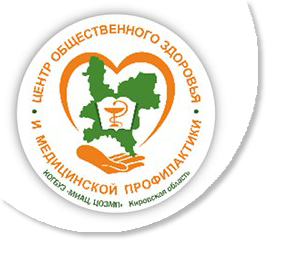 • ЦЕНТР ОБЩЕСТВЕННОГО ЗДОРОВЬЯ •
И МЕДИЦИНСКОЙ ПРОФИЛАКТИКИ
КОГБУЗ «МИАЦ, ЦОЗМП» Кировская область